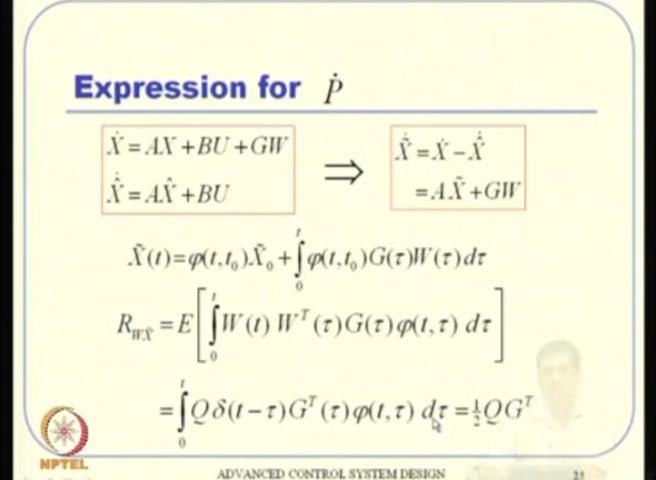 Expression for Ṗ
Ẋ = AX + BU + GW
X̂̇ = AX̂ + BU
⇒
X̃̇ = Ẋ − X̂̇
= AX̃ + GW
X̃(t) = φ(t,t₀)X̃₀ + ∫₀ᵗ φ(t,t₀)G(τ)W(τ)dτ
R_WX̃ = E[∫₀ᵗ W(t) Wᵀ(τ)G(τ)φ(t,τ) dτ]
= ∫₀ᵗ Qδ(t−τ)Gᵀ(τ)φ(t,τ) dτ = ½QGᵀ
NPTEL
ADVANCED CONTROL SYSTEM DESIGN
25